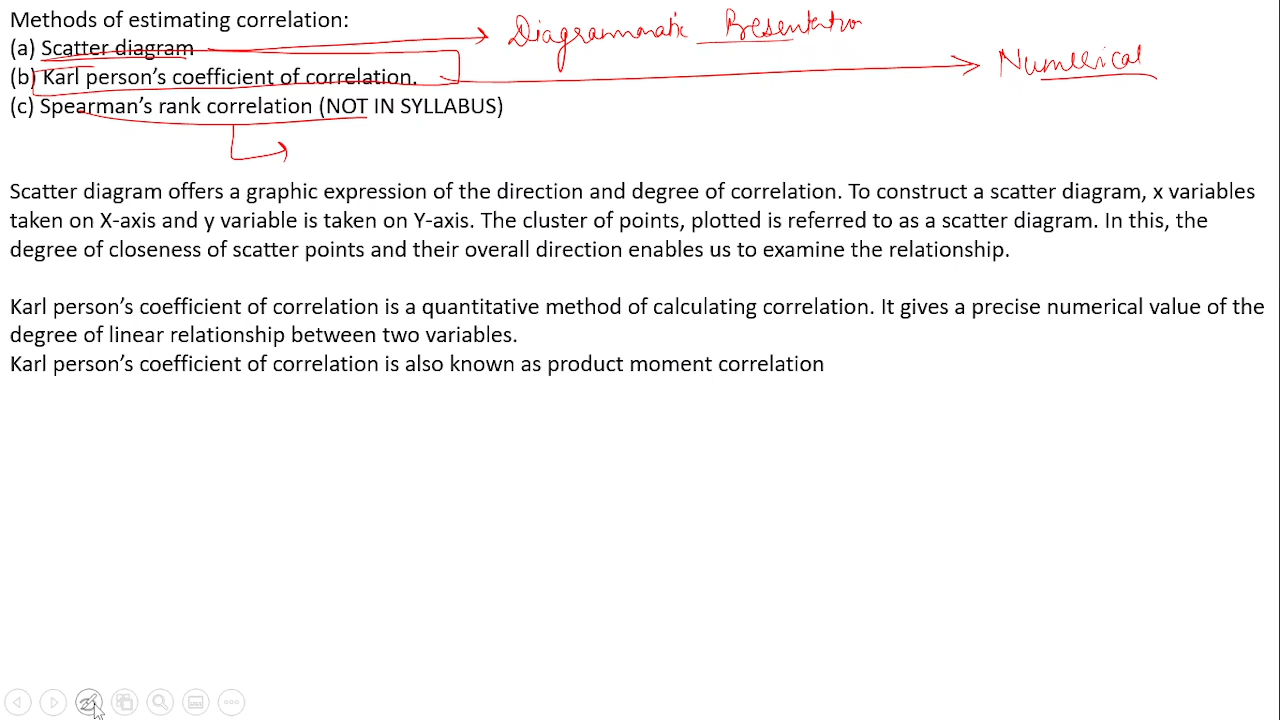 Methods of estimating correlation:
(a) Scatter diagram
Diagrammatic Presentation
(b) Karl person's coefficient of correlation.
Numerical
(c) Spearman's rank correlation (NOT IN SYLLABUS)
Scatter diagram offers a graphic expression of the direction and degree of correlation. To construct a scatter diagram, x variables
taken on X-axis and y variable is taken on Y-axis. The cluster of points, plotted is referred to as a scatter diagram. In this, the
degree of closeness of scatter points and their overall direction enables us to examine the relationship.
Karl person's coefficient of correlation is a quantitative method of calculating correlation. It gives a precise numerical value of the
degree of linear relationship between two variables.
Karl person's coefficient of correlation is also known as product moment correlation